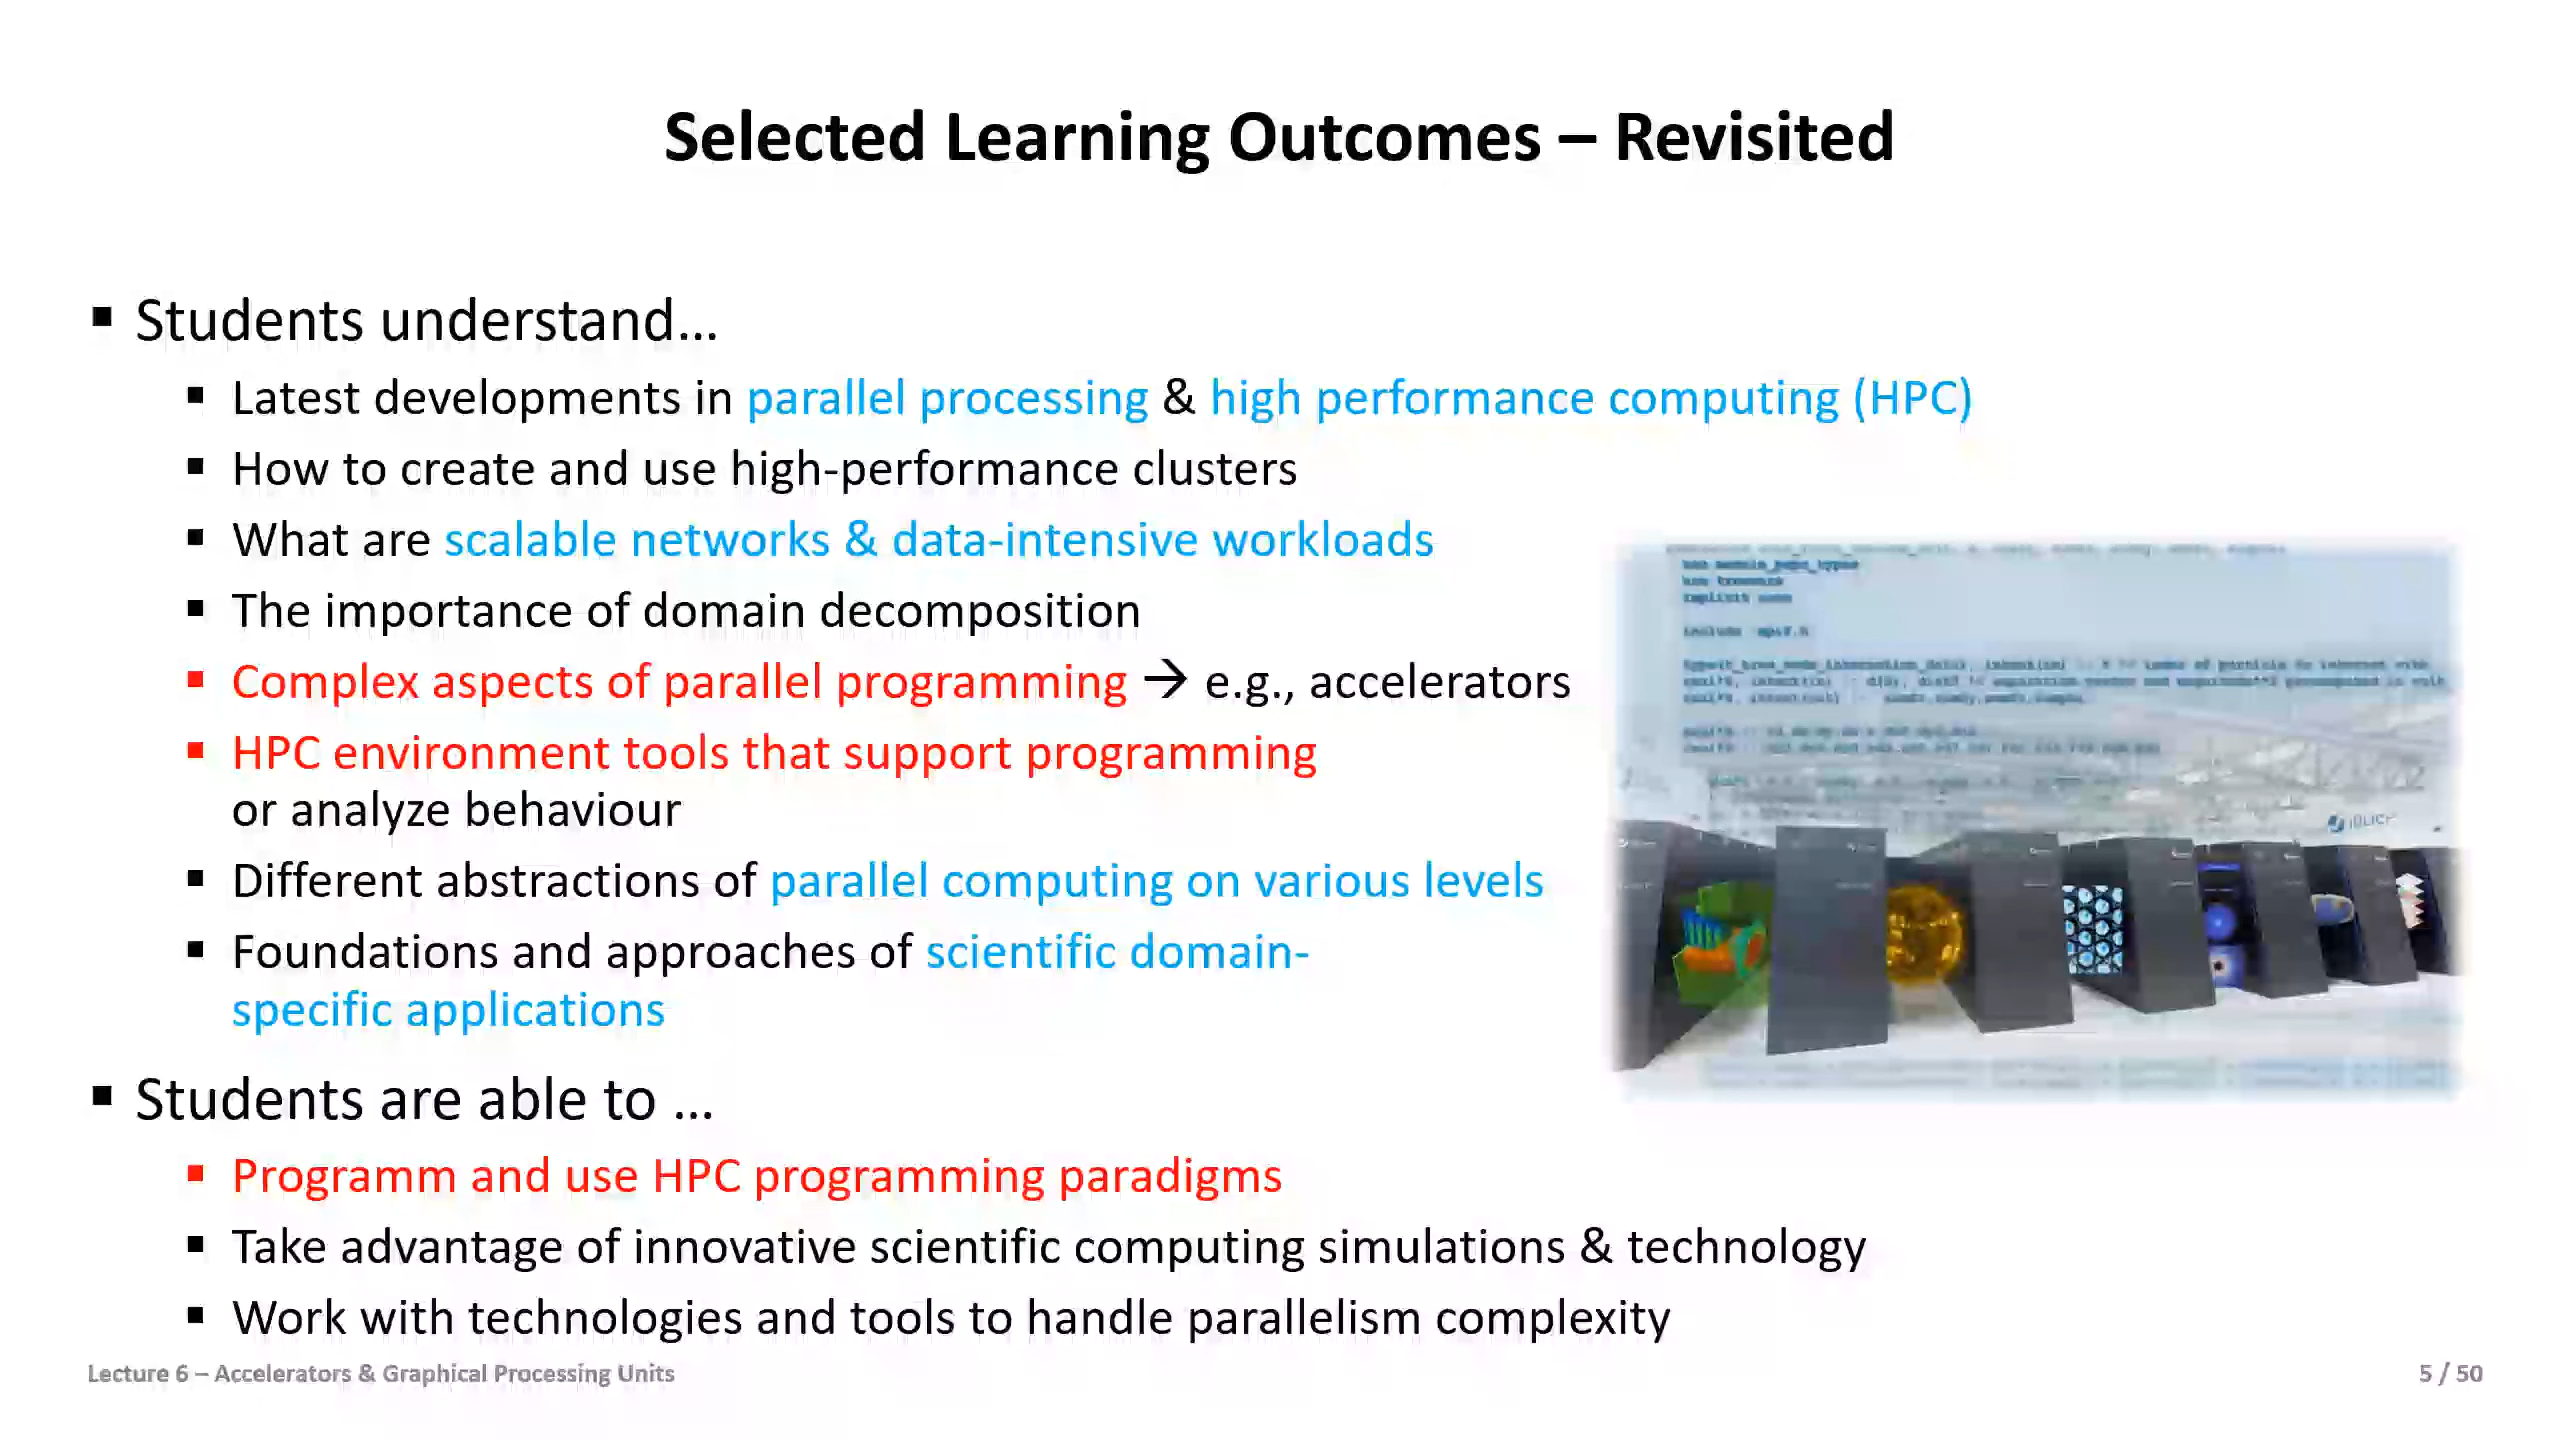 Selected Learning Outcomes – Revisited
▪ Students understand…
▪ Latest developments in parallel processing & high performance computing (HPC)
▪ How to create and use high-performance clusters
▪ What are scalable networks & data-intensive workloads
▪ The importance of domain decomposition
▪ Complex aspects of parallel programming → e.g., accelerators
▪ HPC environment tools that support programming
or analyze behaviour
▪ Different abstractions of parallel computing on various levels
▪ Foundations and approaches of scientific domain-
specific applications
▪ Students are able to …
▪ Programm and use HPC programming paradigms
▪ Take advantage of innovative scientific computing simulations & technology
▪ Work with technologies and tools to handle parallelism complexity
Lecture 6 – Accelerators & Graphical Processing Units
5 / 50